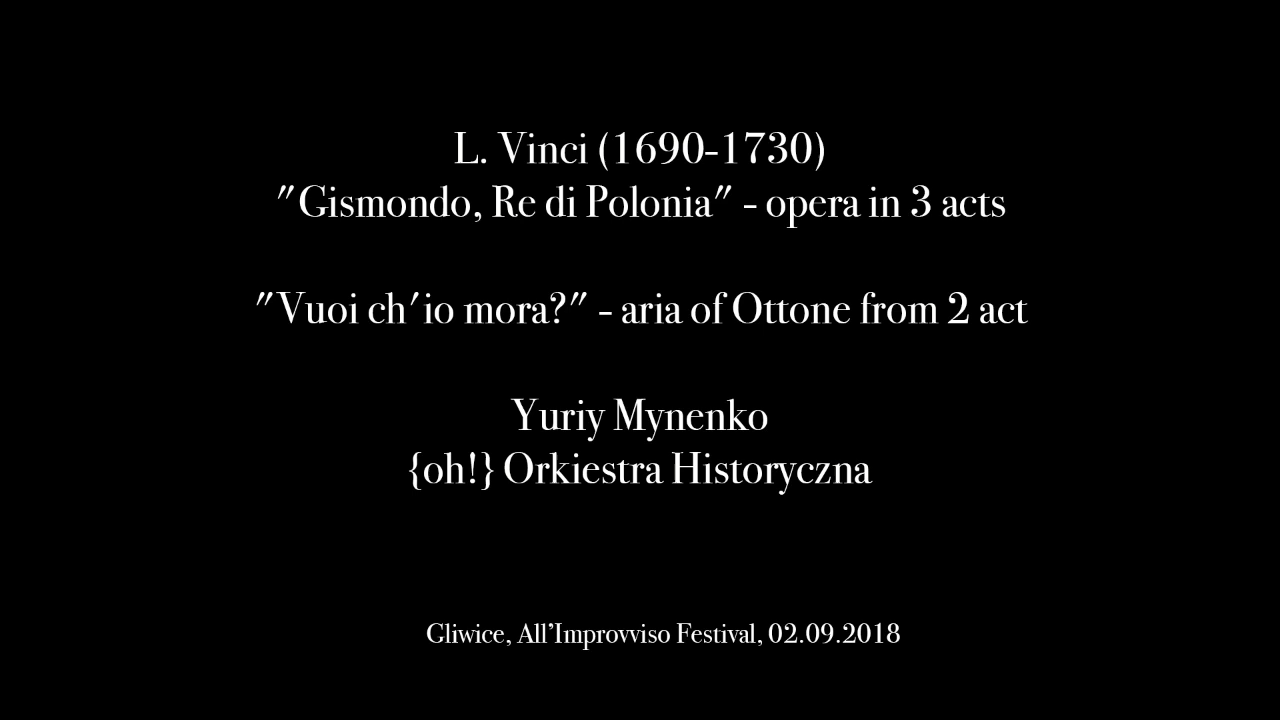 L. Vinci (1690-1730)
"Gismondo, Re di Polonia" - opera in 3 acts
"Vuoi ch'io mora?" - aria of Ottone from 2 act
Yuriy Mynenko
{oh!} Orkiestra Historyczna
Gliwice, All’Improvviso Festival, 02.09.2018